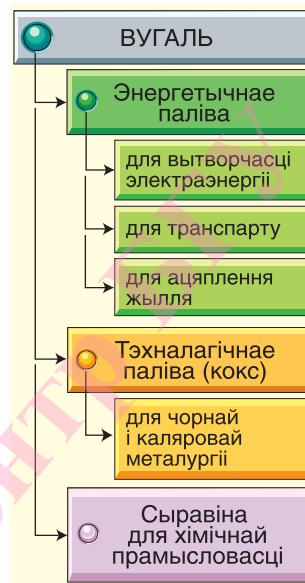 ВУГАЛЬ
Энергетычнае
паліва
для вытворчасці
электраэнергіі
для транспарту
для ацяплення
жылля
Тэхналагічнае
паліва (кокс)
для чорнай
і каляровай
металургіі
Сыравіна
для хімічнай
прамысловасці